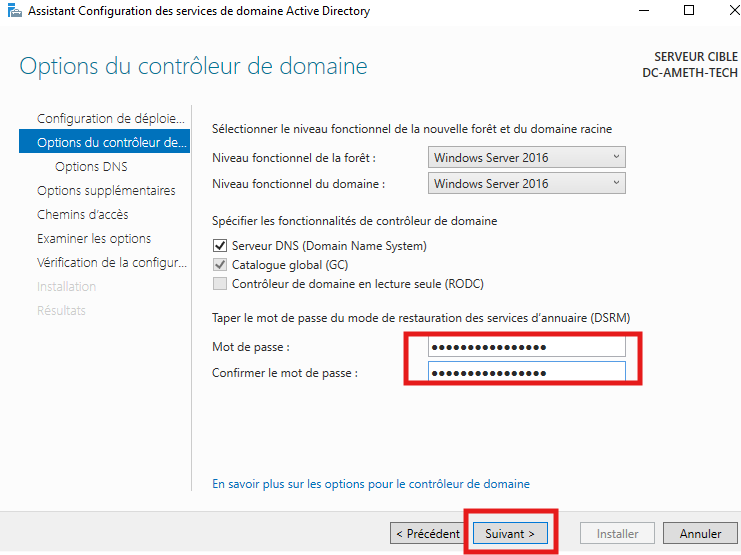 Assistant Configuration des services de domaine Active Directory
Options du contrôleur de domaine
SERVEUR CIBLE
DC-AMETH-TECH
Configuration de déploie...
Options du contrôleur de...
Options DNS
Options supplémentaires
Chemins d'accès
Examiner les options
Vérification de la configur...
Installation
Résultats
Sélectionner le niveau fonctionnel de la nouvelle forêt et du domaine racine
Niveau fonctionnel de la forêt :
Windows Server 2016
Niveau fonctionnel du domaine :
Windows Server 2016
Spécifier les fonctionnalités de contrôleur de domaine
Serveur DNS (Domain Name System)
Catalogue global (GC)
Contrôleur de domaine en lecture seule (RODC)
Taper le mot de passe du mode de restauration des services d'annuaire (DSRM)
Mot de passe :
●●●●●●●●●●●●●●●●
Confirmer le mot de passe :
●●●●●●●●●●●●●●●●
En savoir plus sur les options pour le contrôleur de domaine
< Précédent
Suivant >
Installer
Annuler